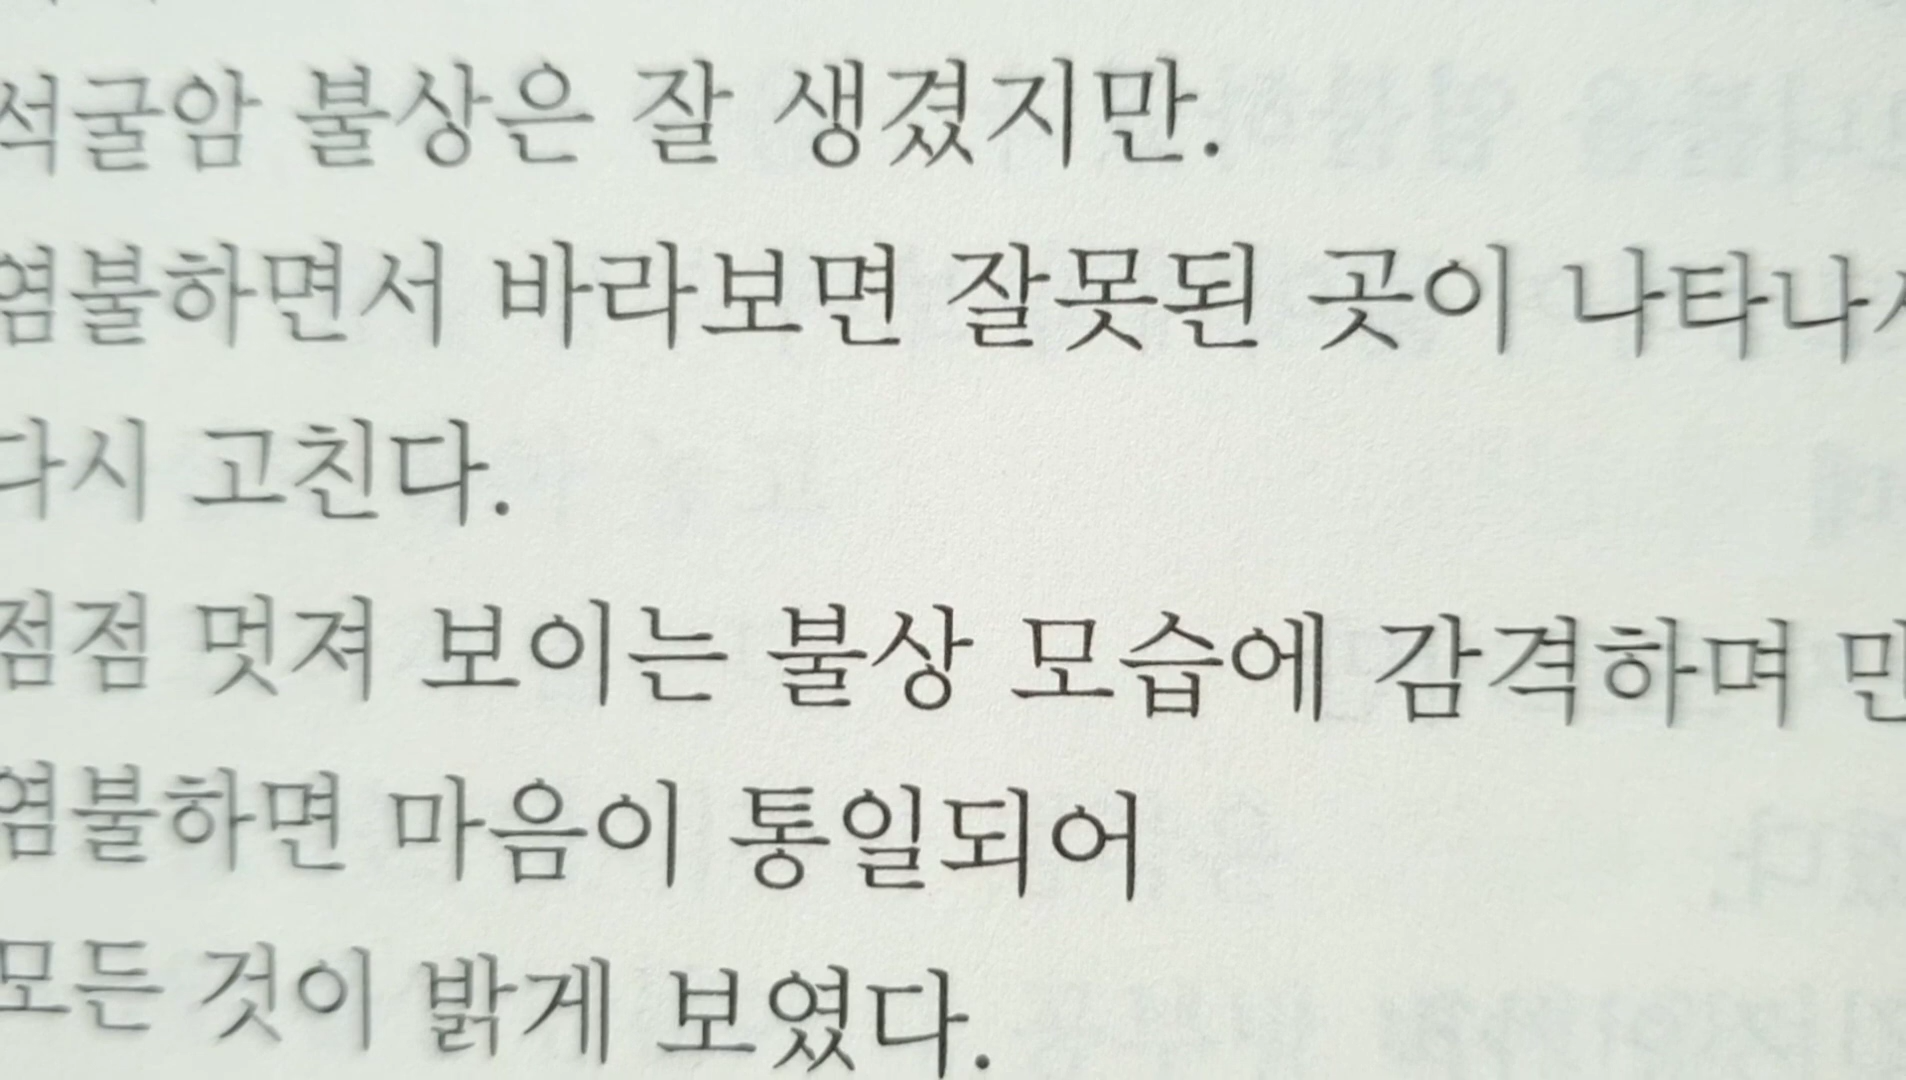 석굴암 불상은 잘 생겼지만.
염불하면서 바라보면 잘못된 곳이
다시 고친다.
점점 멋져 보이는 불상 모습에 감격하며
염불하면 마음이 통일되어
모든 것이 밝게 보였다.